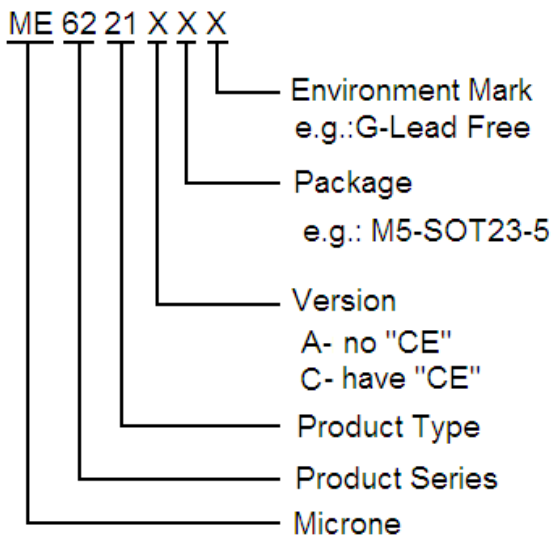 ME 62 21 X X X
Environment Mark
e.g.:G-Lead Free
Package
e.g.: M5-SOT23-5
Version
A- no "CE"
C- have "CE"
Product Type
Product Series
Microne